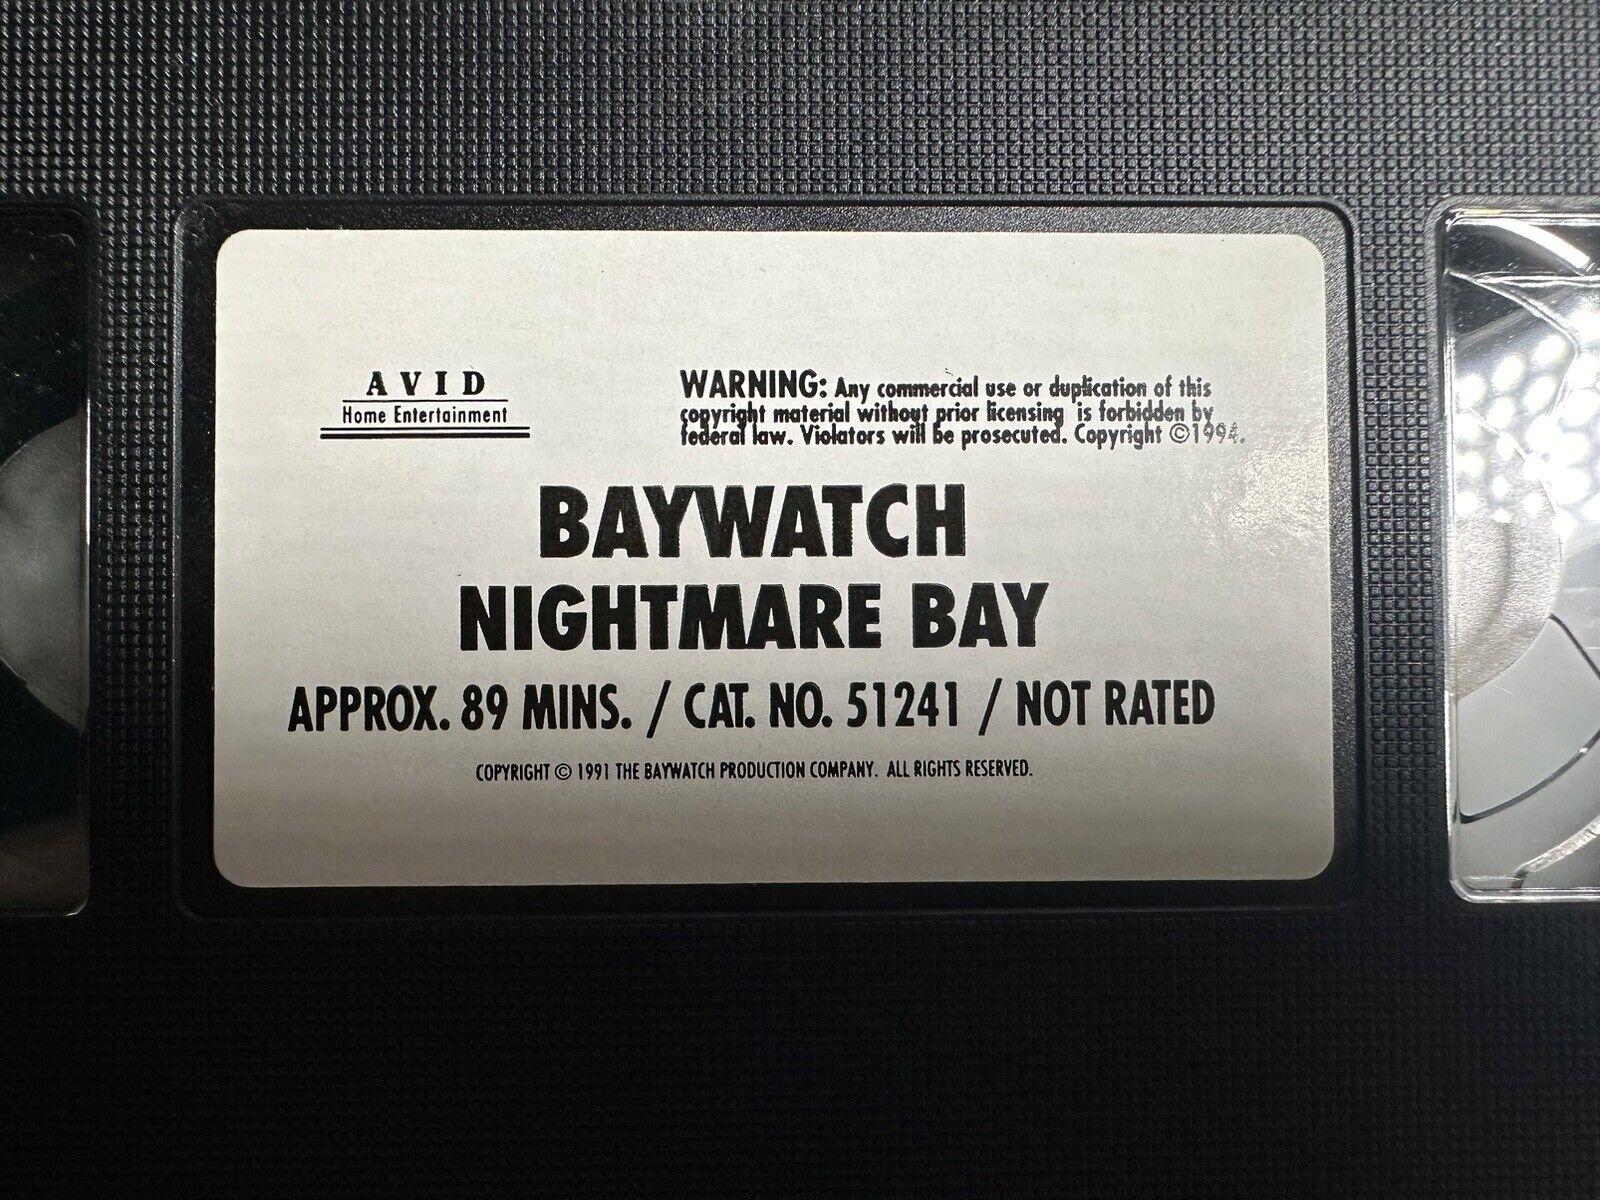 AVID
Home Entertainment
WARNING: Any commercial use or duplication of this
copyright material without prior licensing is forbidden by
federal law. Violators will be prosecuted. Copyright ©1994.
BAYWATCH
NIGHTMARE BAY
APPROX. 89 MINS. / CAT. NO. 51241 / NOT RATED
COPYRIGHT © 1991 THE BAYWATCH PRODUCTION COMPANY. ALL RIGHTS RESERVED.